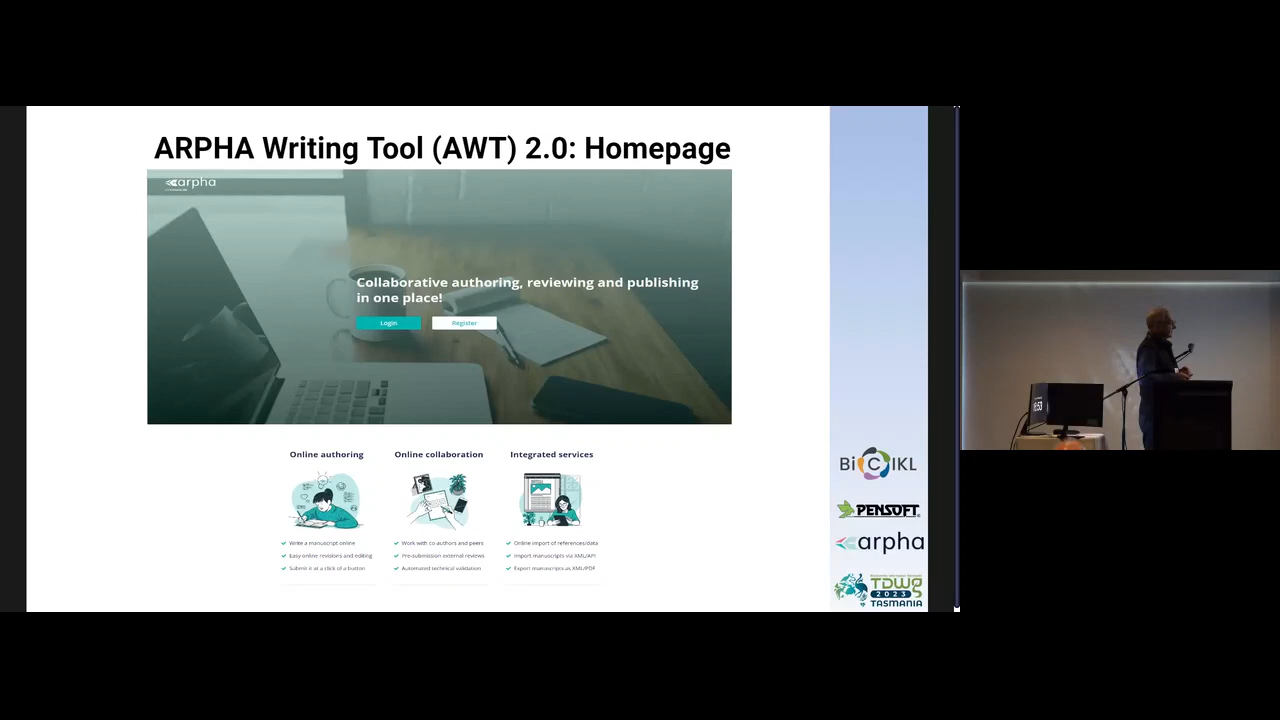 ARPHA Writing Tool (AWT) 2.0: Homepage
arpha
Collaborative authoring, reviewing and publishing
in one place!
Login
Register
Online authoring
Online collaboration
Integrated services
Write a manuscript online
Easy online revisions and editing
Submit it at a click of a button
Work with co-authors and peers
Pre-submission external reviews
Automated technical validation
Online import of references/data
Import manuscripts via XML/API
Export manuscripts as XML/PDF
BiCIKL
PENSOFT
arpha
TDWG
2023
TASMANIA